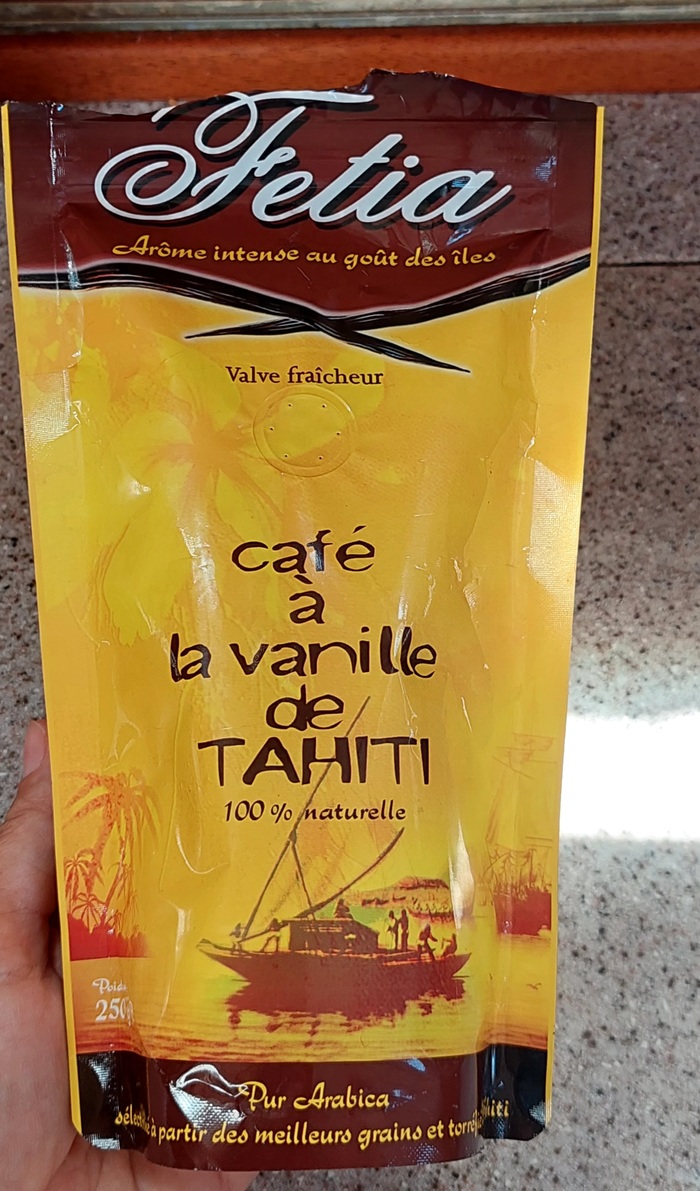 Fetia
Arôme intense au goût des îles
Valve fraîcheur
café
à
la vanille
de
TAHITI
100 % naturelle
Poids
250
Pur Arabica
à partir des meilleurs grains et